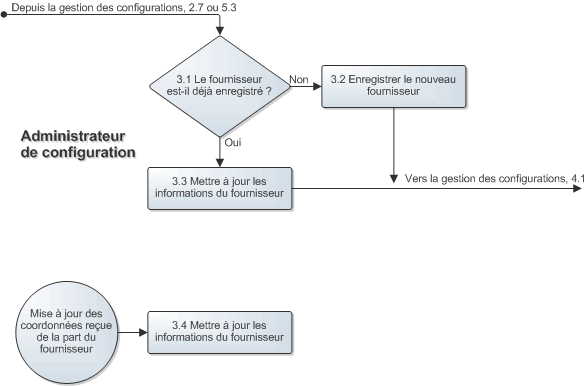 Depuis la gestion des configurations, 2.7 ou 5.3
3.1 Le fournisseur
est-il déjà enregistré ?
Non
3.2 Enregistrer le nouveau
fournisseur
Administrateur
de configuration
Oui
3.3 Mettre à jour les
informations du fournisseur
Vers la gestion des configurations, 4.1
Mise à jour des
coordonnées reçue
de la part du
fournisseur
3.4 Mettre à jour les
informations du fournisseur